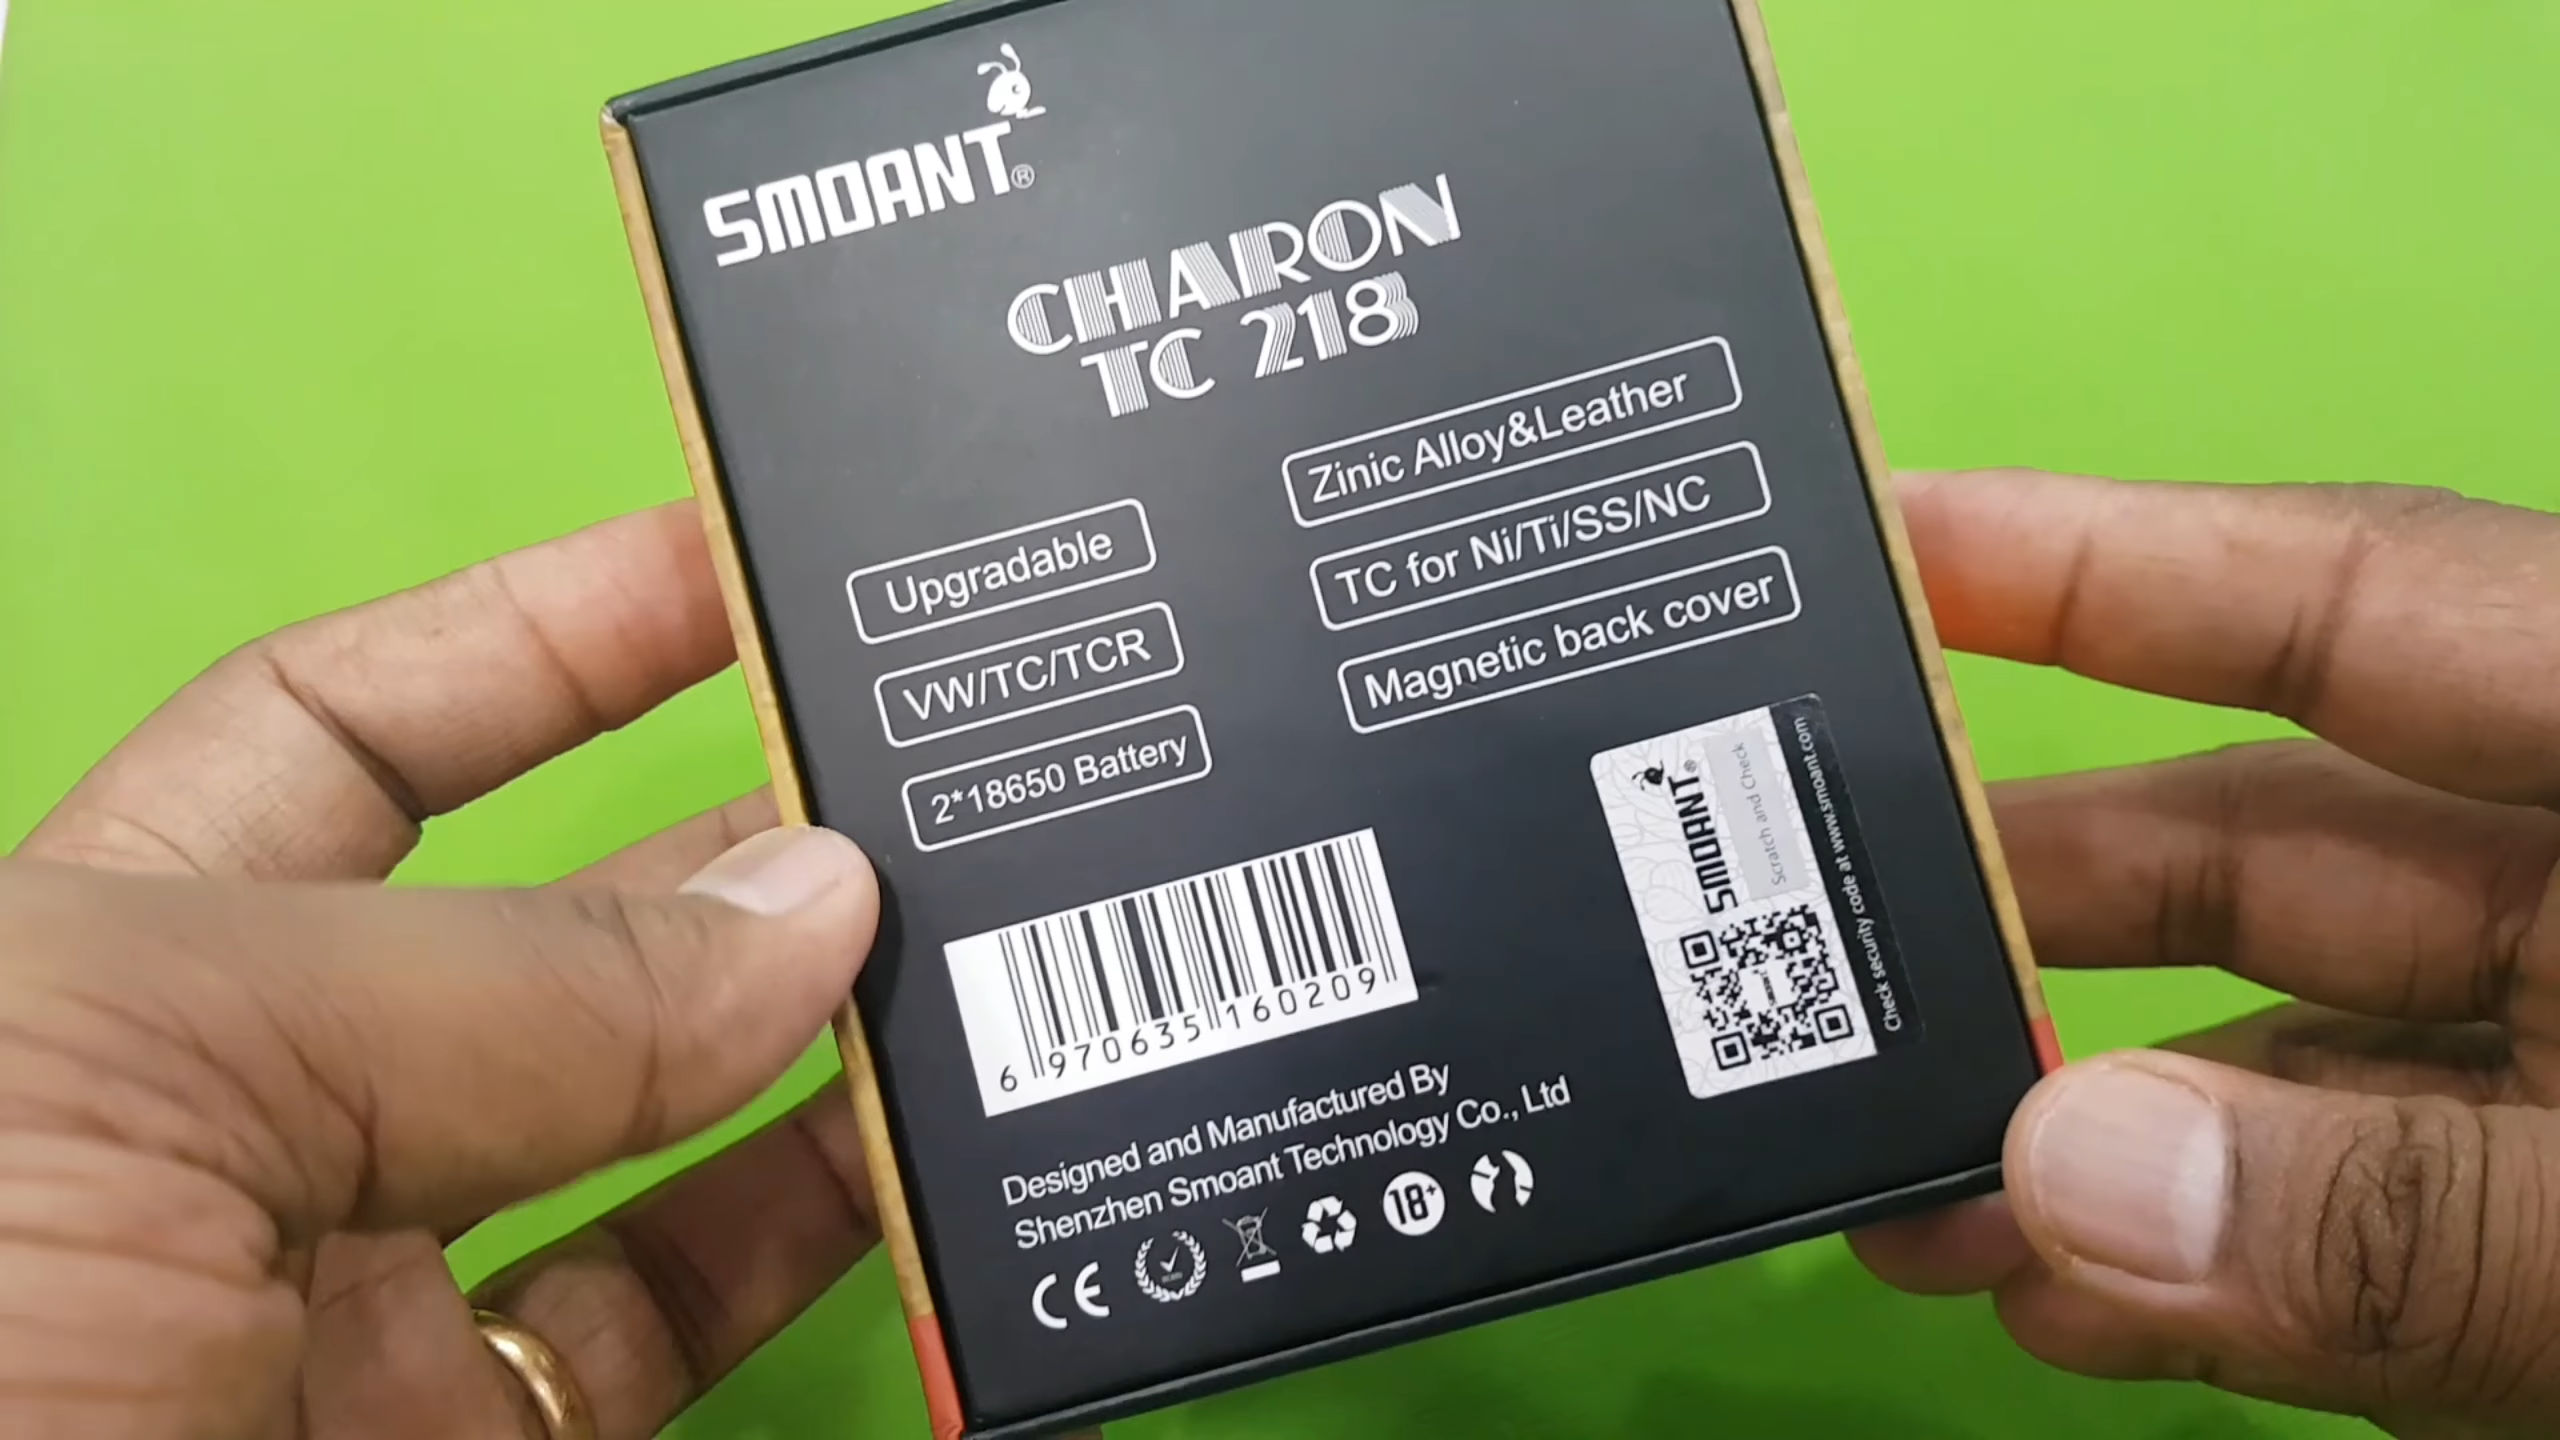 SMOANT®
CHARON
TC 218
Upgradable
VW/TC/TCR
2*18650 Battery
Zinic Alloy&Leather
TC for Ni/Ti/SS/NC
Magnetic back cover
6 970635 160209
SMOANT®
Scratch and Check
Check security code at www.smoant.com
Designed and Manufactured By
Shenzhen Smoant Technology Co., Ltd
CE
18+